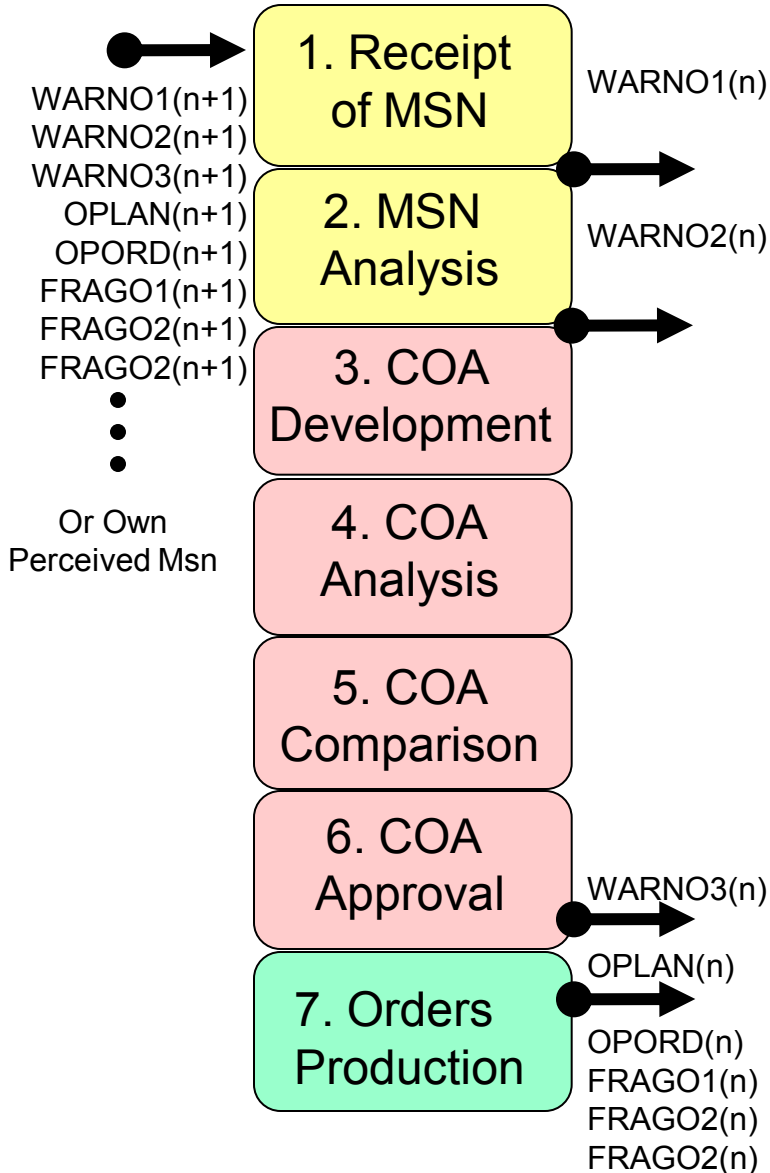 1. Receipt
of MSN
WARNO1(n)
WARNO1(n+1)
WARNO2(n+1)
WARNO3(n+1)
OPLAN(n+1)
OPORD(n+1)
FRAGO1(n+1)
FRAGO2(n+1)
FRAGO2(n+1)
Or Own
Perceived Msn
2. MSN
Analysis
WARNO2(n)
3. COA
Development
4. COA
Analysis
5. COA
Comparison
6. COA
Approval
WARNO3(n)
7. Orders
Production
OPLAN(n)
OPORD(n)
FRAGO1(n)
FRAGO2(n)
FRAGO2(n)